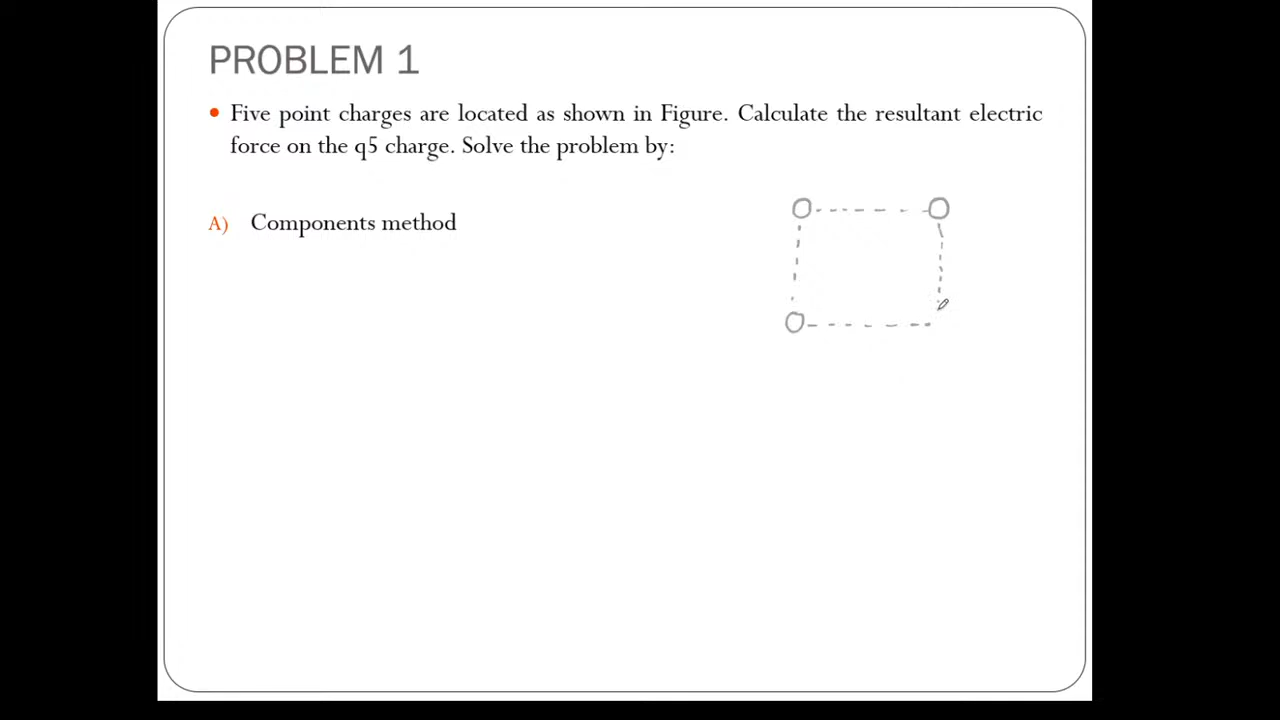 PROBLEM 1
• Five point charges are located as shown in Figure. Calculate the resultant electric
force on the q5 charge. Solve the problem by:
A) Components method